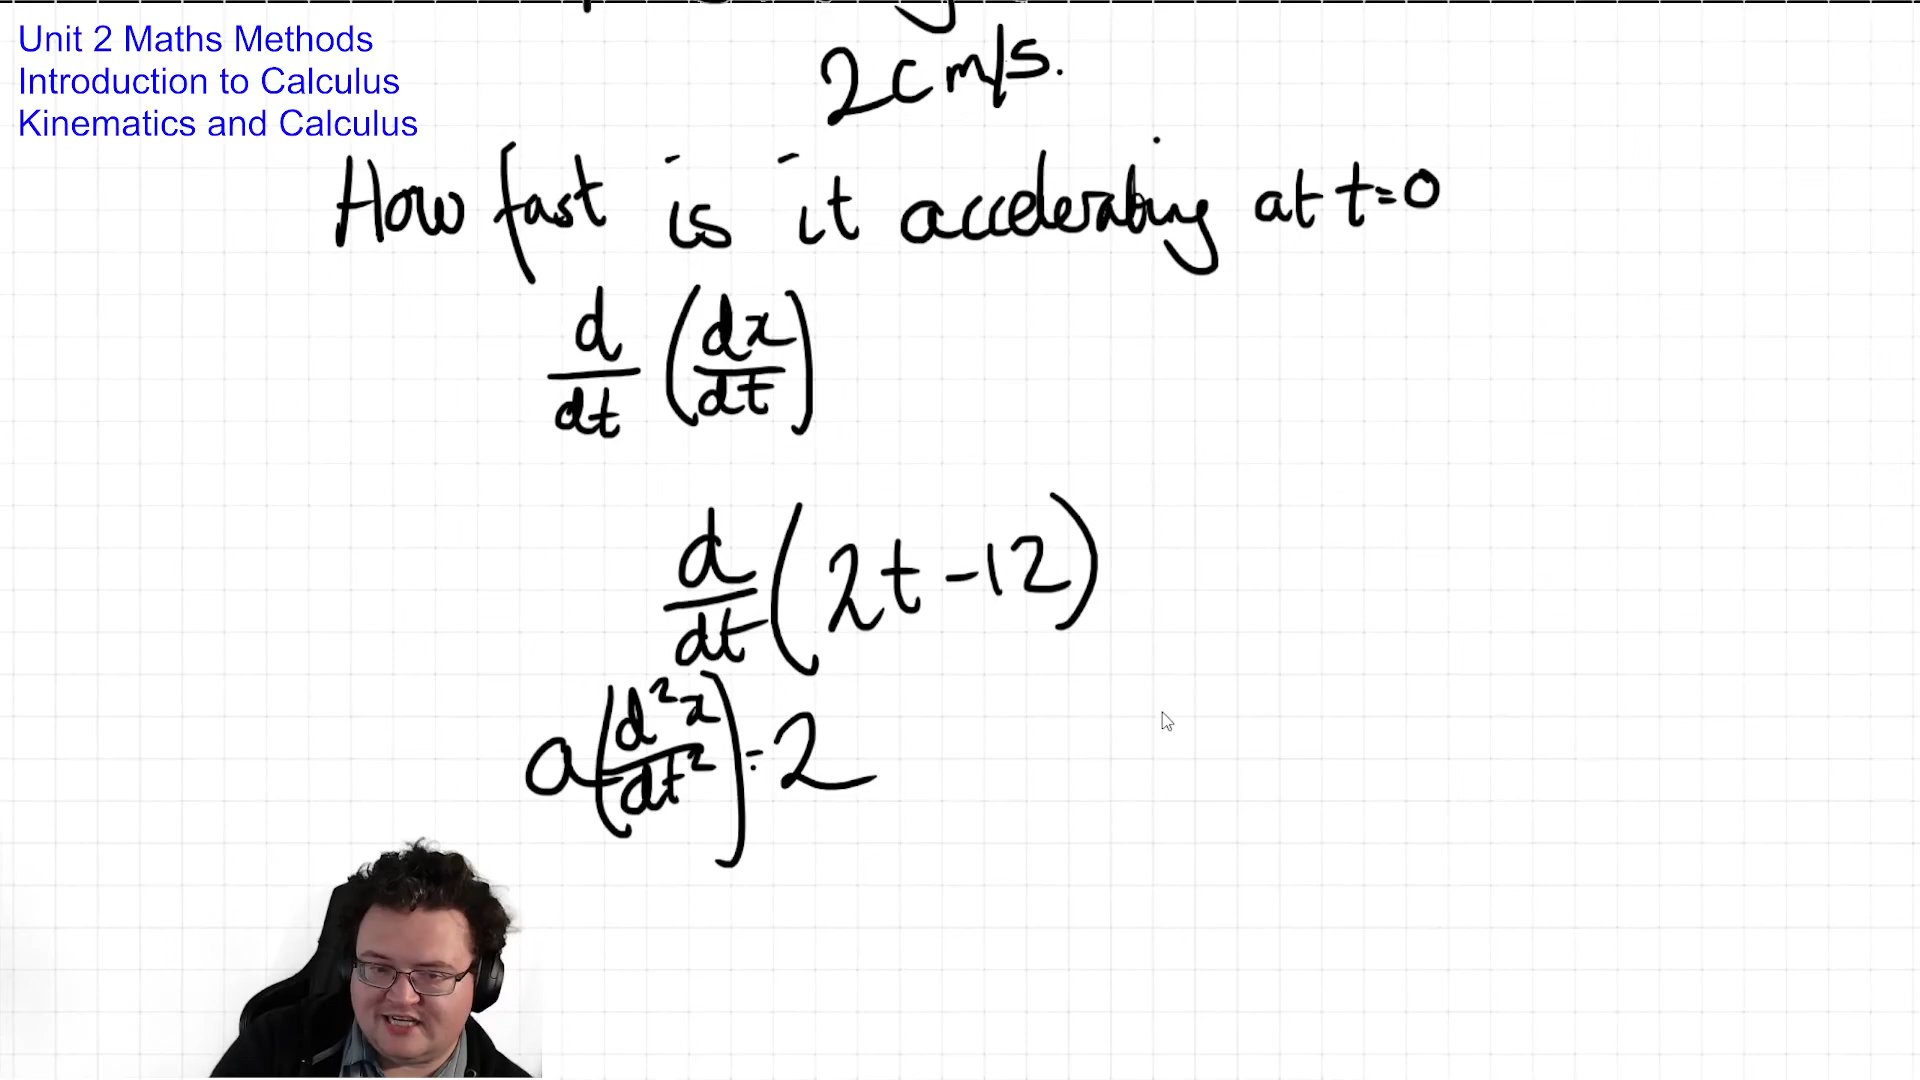 Unit 2 Maths Methods
Introduction to Calculus
Kinematics and Calculus
2cm/s.
How fast is it accelerating at t=0
d/dt (dx/dt)
d/dt (2t-12)
a(d²x/dt²)=2